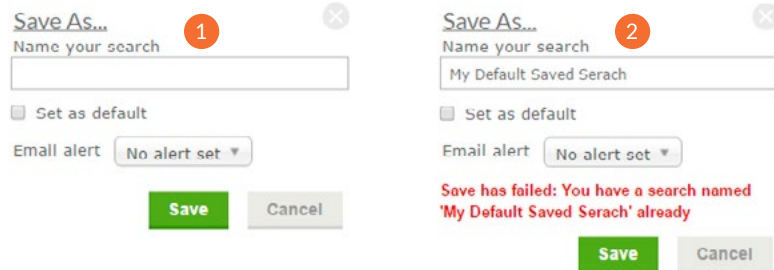 Save As...
1
Name your search
Set as default
Email alert
No alert set
Save
Cancel
Save As...
2
Name your search
My Default Saved Serach
Set as default
Email alert
No alert set
Save has failed: You have a search named
'My Default Saved Serach' already
Save
Cancel